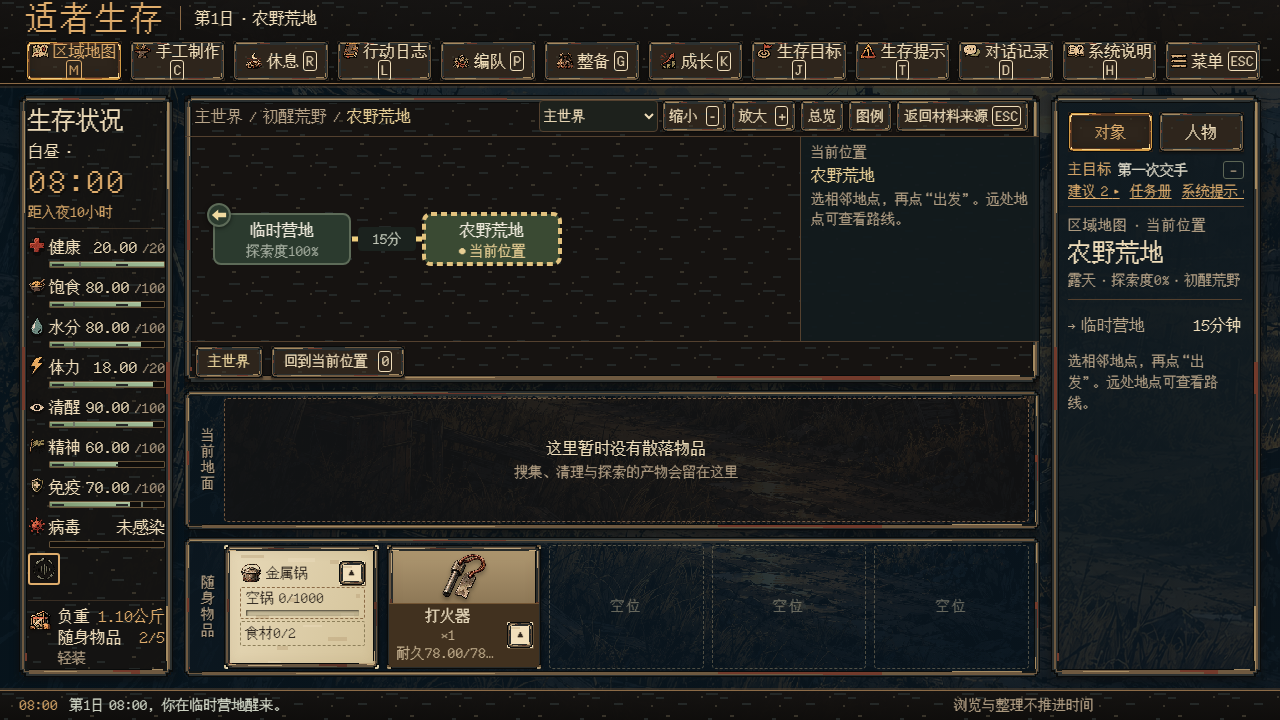 适者生存
第1日 · 农野荒地
区域地图 M
手工制作 C
休息 R
行动日志 L
编队 P
整备 G
成长 K
生存目标 J
生存提示 T
对话记录 D
系统说明 H
菜单 ESC
生存状况
白昼 ·
08:00
距入夜10小时
健康 20.00 /20
饱食 80.00 /100
水分 80.00 /100
体力 18.00 /20
清醒 90.00 /100
精神 60.00 /100
免疫 70.00 /100
病毒 未感染
负重 1.10公斤
随身物品 2/5
轻装
主世界 / 初醒荒野 / 农野荒地
主世界
缩小 -
放大 +
总览
图例
返回材料来源 ESC
临时营地
探索度100%
15分
农野荒地
当前位置
当前位置
农野荒地
选相邻地点，再点“出发”。远处地
点可查看路线。
主世界
回到当前位置 0
当前地面
这里暂时没有散落物品
搜集、清理与探索的产物会留在这里
随身物品
金属锅
空锅 0/1000
食材0/2
打火器
×1
耐久78.00/78…
空位
空位
空位
对象
人物
主目标 第一次交手 -
建议 2 ▸ 任务册 系统提示 ·
区域地图 · 当前位置
农野荒地
露天 · 探索度0% · 初醒荒野
→ 临时营地 15分钟
选相邻地点，再点“出
发”。远处地点可查看路
线。
08:00 第1日 08:00，你在临时营地醒来。
浏览与整理不推进时间